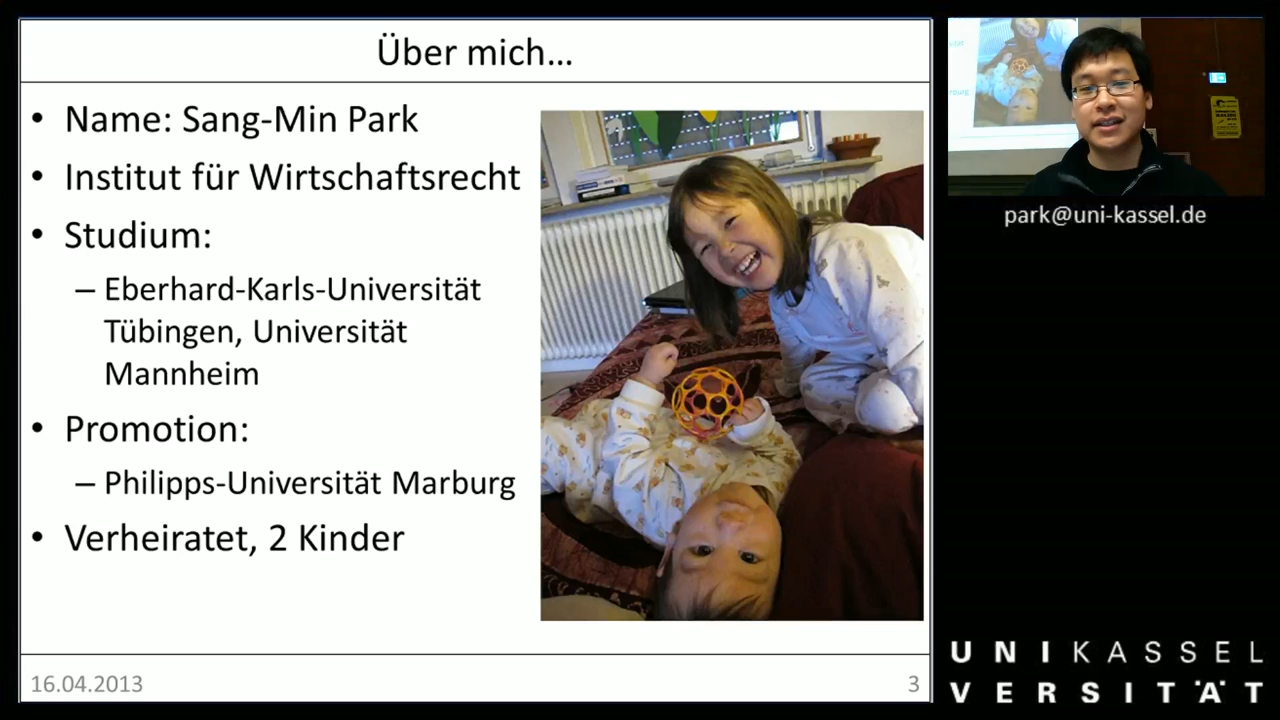 Über mich...
• Name: Sang-Min Park
• Institut für Wirtschaftsrecht
• Studium:
– Eberhard-Karls-Universität
Tübingen, Universität
Mannheim
• Promotion:
– Philipps-Universität Marburg
• Verheiratet, 2 Kinder
16.04.2013
3
park@uni-kassel.de
UNIKASSEL
VERSITÄT